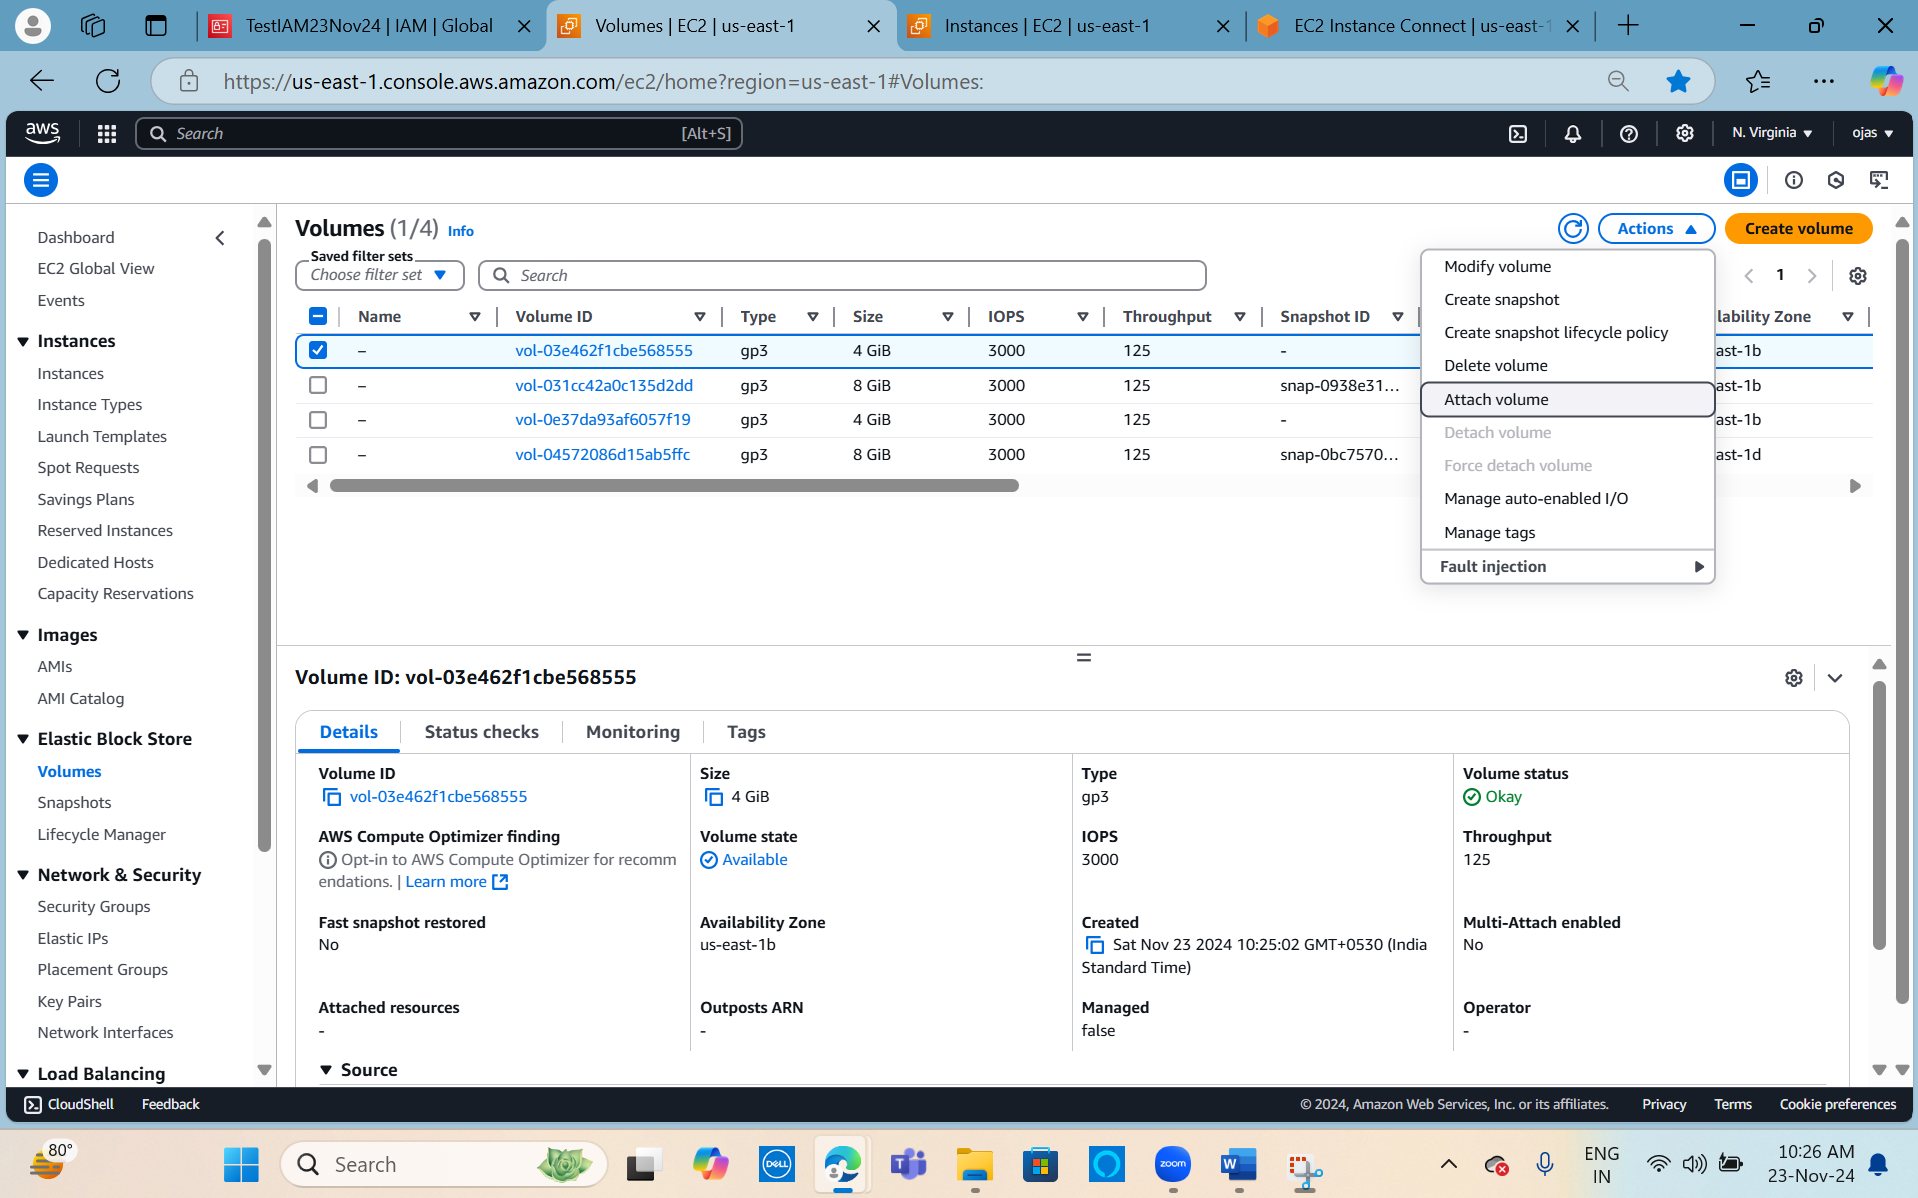 TestIAM23Nov24 | IAM | Global
Volumes | EC2 | us-east-1
Instances | EC2 | us-east-1
EC2 Instance Connect | us-east-1
https://us-east-1.console.aws.amazon.com/ec2/home?region=us-east-1#Volumes:
aws
Search [Alt+S]
N. Virginia
ojas
Dashboard
EC2 Global View
Events
Instances
Instances
Instance Types
Launch Templates
Spot Requests
Savings Plans
Reserved Instances
Dedicated Hosts
Capacity Reservations
Images
AMIs
AMI Catalog
Elastic Block Store
Volumes
Snapshots
Lifecycle Manager
Network & Security
Security Groups
Elastic IPs
Placement Groups
Key Pairs
Network Interfaces
Load Balancing
Volumes (1/4) Info
Actions
Create volume
Saved filter sets
Choose filter set
Search
1
Name Volume ID Type Size IOPS Throughput Snapshot ID lability Zone
– vol-03e462f1cbe568555 gp3 4 GiB 3000 125 - ast-1b
– vol-031cc42a0c135d2dd gp3 8 GiB 3000 125 snap-0938e31... ast-1b
– vol-0e37da93af6057f19 gp3 4 GiB 3000 125 - ast-1b
– vol-04572086d15ab5ffc gp3 8 GiB 3000 125 snap-0bc7570... ast-1d
Modify volume
Create snapshot
Create snapshot lifecycle policy
Delete volume
Attach volume
Detach volume
Force detach volume
Manage auto-enabled I/O
Manage tags
Fault injection
Volume ID: vol-03e462f1cbe568555
Details Status checks Monitoring Tags
Volume ID
vol-03e462f1cbe568555
Size
4 GiB
Type
gp3
Volume status
Okay
AWS Compute Optimizer finding
Opt-in to AWS Compute Optimizer for recomm
endations. | Learn more
Volume state
Available
IOPS
3000
Throughput
125
Fast snapshot restored
No
Availability Zone
us-east-1b
Created
Sat Nov 23 2024 10:25:02 GMT+0530 (India
Standard Time)
Multi-Attach enabled
No
Attached resources
-
Outposts ARN
-
Managed
false
Operator
-
Source
CloudShell Feedback
© 2024, Amazon Web Services, Inc. or its affiliates. Privacy Terms Cookie preferences
80°
Search
DELL
zoom
W
ENG
IN
10:26 AM
23-Nov-24